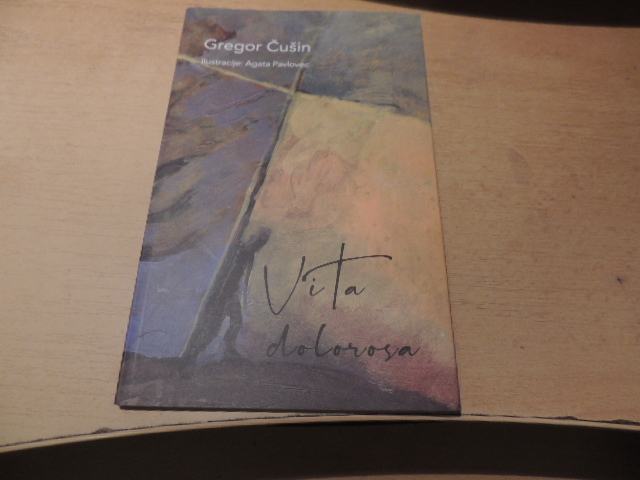 Gregor Čušin
Ilustracije: Agata Pavlovec
Vita
dolorosa